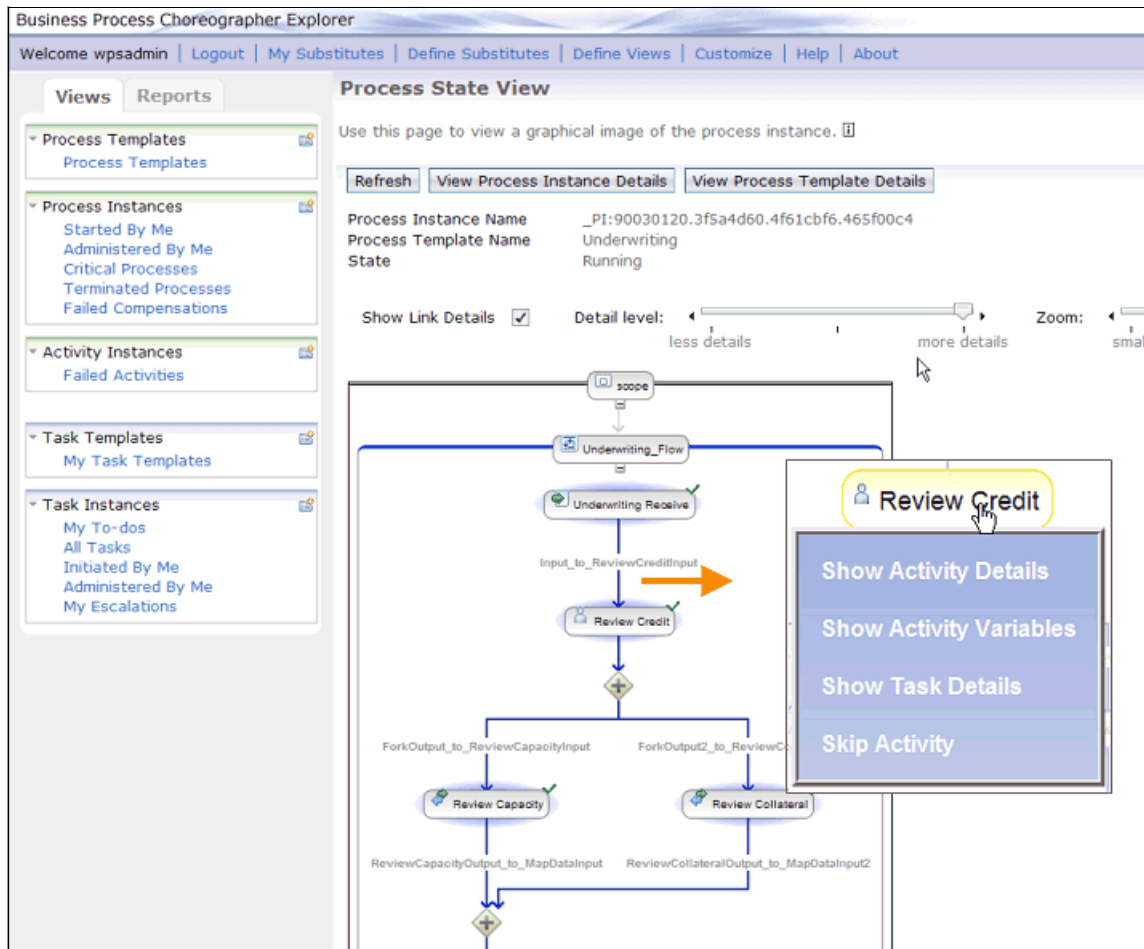 Business Process Choreographer Explorer
Welcome wpsadmin | Logout | My Substitutes | Define Substitutes | Define Views | Customize | Help | About
Views Reports
Process Templates
Process Templates
Process Instances
Started By Me
Administered By Me
Critical Processes
Terminated Processes
Failed Compensations
Activity Instances
Failed Activities
Task Templates
My Task Templates
Task Instances
My To-dos
All Tasks
Initiated By Me
Administered By Me
My Escalations
Process State View
Use this page to view a graphical image of the process instance.
Refresh View Process Instance Details View Process Template Details
Process Instance Name _PI:90030120.3f5a4d60.4f61cbf6.465f00c4
Process Template Name Underwriting
State Running
Show Link Details Detail level: Zoom:
less details more details smal
scope
Underwriting_Flow
Underwriting Receive
Input_to_ReviewCreditInput
Review Credit
ForkOutput_to_ReviewCapacityInput ForkOutput2_to_ReviewCo
Review Capacity Review Collateral
ReviewCapacityOutput_to_MapDataInput ReviewCollateralOutput_to_MapDataInput2
Review Credit
Show Activity Details
Show Activity Variables
Show Task Details
Skip Activity